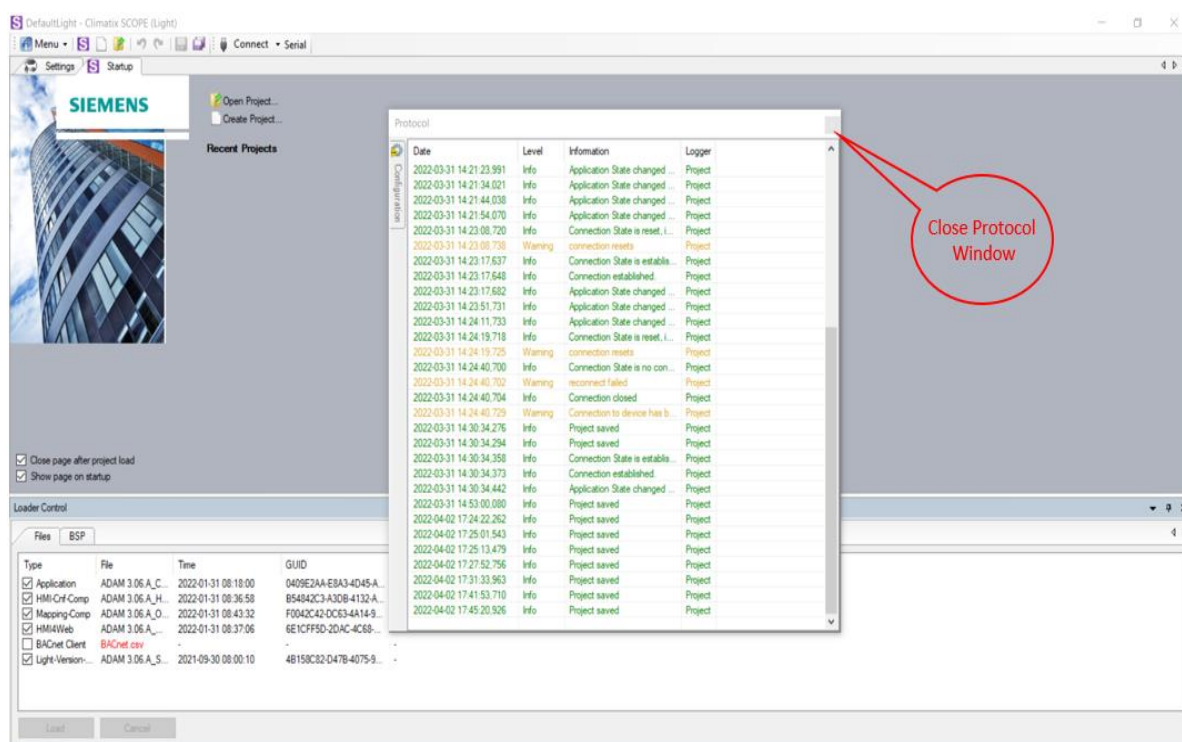 DefaultLight - Climatix SCOPE (Light)
Menu Connect Serial
Settings Startup
SIEMENS
Open Project...
Create Project...
Recent Projects
Close page after project load
Show page on startup
Protocol
Configuration
Date Level Information Logger
2022-03-31 14:21:23,991 Info Application State changed ... Project
2022-03-31 14:21:34,021 Info Application State changed ... Project
2022-03-31 14:21:44,038 Info Application State changed ... Project
2022-03-31 14:21:54,070 Info Application State changed ... Project
2022-03-31 14:23:08,720 Info Connection State is reset, i... Project
2022-03-31 14:23:08,738 Warning connection resets Project
2022-03-31 14:23:17,637 Info Connection State is establis... Project
2022-03-31 14:23:17,648 Info Connection established. Project
2022-03-31 14:23:17,682 Info Application State changed ... Project
2022-03-31 14:23:51,731 Info Application State changed ... Project
2022-03-31 14:24:11,733 Info Application State changed ... Project
2022-03-31 14:24:19,718 Info Connection State is reset, i... Project
2022-03-31 14:24:19,725 Warning connection resets Project
2022-03-31 14:24:40,700 Info Connection State is no con... Project
2022-03-31 14:24:40,702 Warning reconnect failed Project
2022-03-31 14:24:40,704 Info Connection closed Project
2022-03-31 14:24:40,729 Warning Connection to device has b... Project
2022-03-31 14:30:34,276 Info Project saved Project
2022-03-31 14:30:34,294 Info Project saved Project
2022-03-31 14:30:34,358 Info Connection State is establis... Project
2022-03-31 14:30:34,373 Info Connection established. Project
2022-03-31 14:30:34,442 Info Application State changed ... Project
2022-03-31 14:53:00,080 Info Project saved Project
2022-04-02 17:24:22,262 Info Project saved Project
2022-04-02 17:25:01,543 Info Project saved Project
2022-04-02 17:25:13,479 Info Project saved Project
2022-04-02 17:27:52,756 Info Project saved Project
2022-04-02 17:31:33,963 Info Project saved Project
2022-04-02 17:41:53,710 Info Project saved Project
2022-04-02 17:45:20,926 Info Project saved Project
Close Protocol
Window
Loader Control
Files BSP
Type File Time GUID
Application ADAM 3.06.A_C... 2022-01-31 08:18:00 0409E2AA-E8A3-4D45-A...
HMI-Cnf-Comp ADAM 3.06.A_H... 2022-01-31 08:36:58 B54842C3-A3DB-4132-A...
Mapping-Comp ADAM 3.06.A_O... 2022-01-31 08:43:32 F0042C42-DC63-4A14-9...
HMI4Web ADAM 3.06.A_... 2022-01-31 08:37:06 6E1CFF5D-2DAC-4C68-...
BACnet Client BACnet.csv - - -
Light-Version-... ADAM 3.06.A_S... 2021-09-30 08:00:10 4B158C82-D47B-4075-9... -
Load Cancel